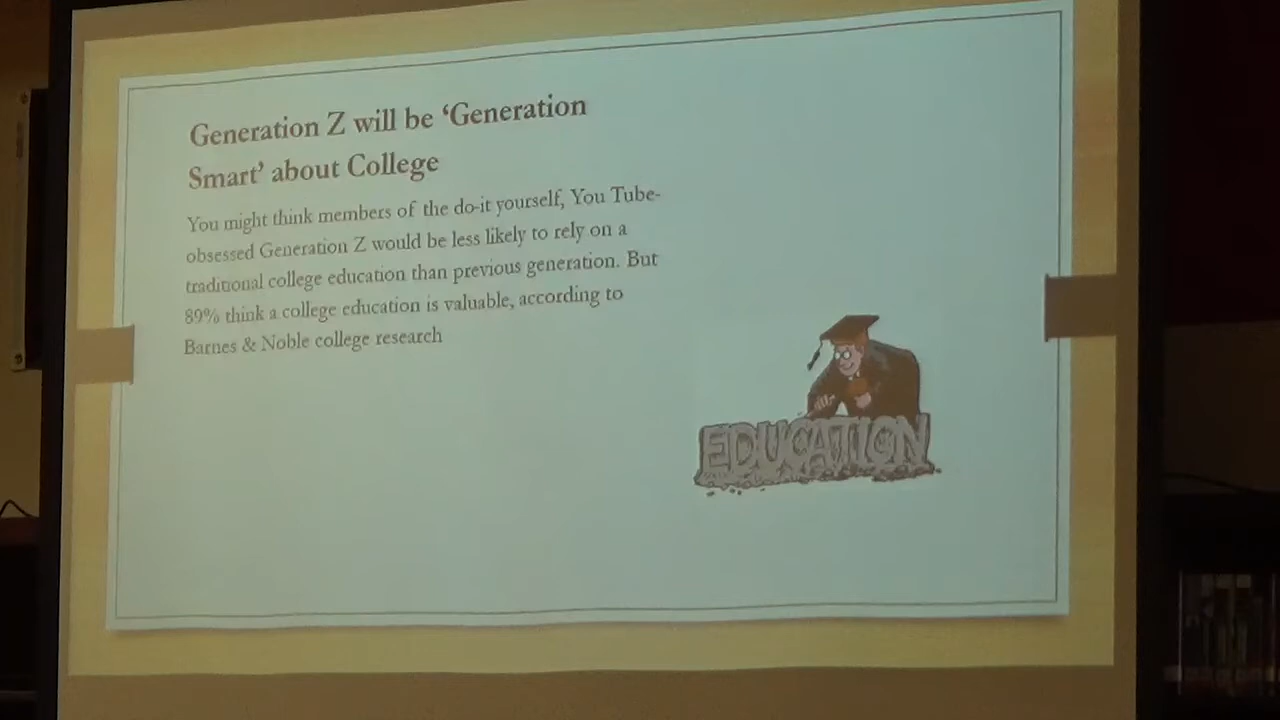 Generation Z will be ‘Generation
Smart’ about College
You might think members of the do-it yourself, You Tube-
obsessed Generation Z would be less likely to rely on a
traditional college education than previous generation. But
89% think a college education is valuable, according to
Barnes & Noble college research
EDUCATION